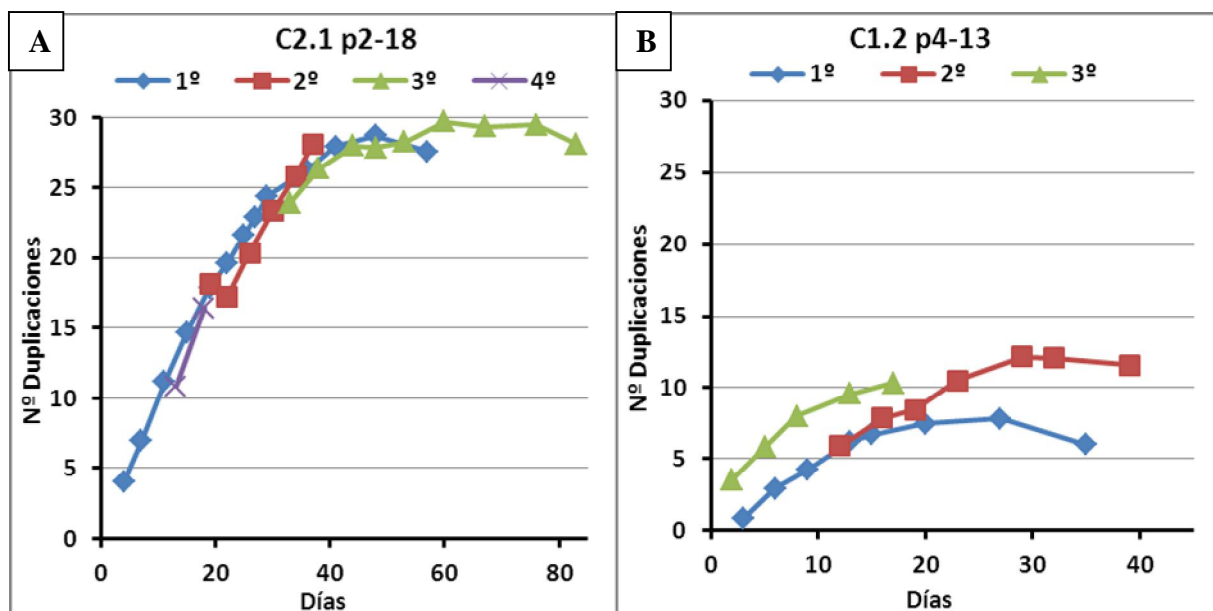 A
C2.1 p2-18
1º 2º 3º 4º
Nº Duplicaciones
30
25
20
15
10
5
0
0 20 40 60 80
Días
B
C1.2 p4-13
1º 2º 3º
Nº Duplicaciones
30
25
20
15
10
5
0
0 10 20 30 40
Días